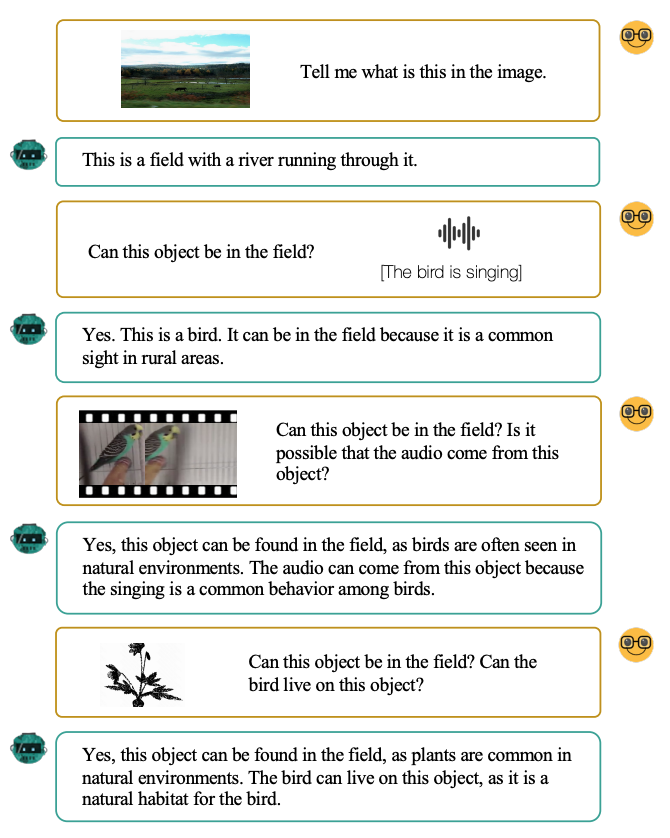 Tell me what is this in the image.
This is a field with a river running through it.
Can this object be in the field?
[The bird is singing]
Yes. This is a bird. It can be in the field because it is a common
sight in rural areas.
Can this object be in the field? Is it
possible that the audio come from this
object?
Yes, this object can be found in the field, as birds are often seen in
natural environments. The audio can come from this object because
the singing is a common behavior among birds.
Can this object be in the field? Can the
bird live on this object?
Yes, this object can be found in the field, as plants are common in
natural environments. The bird can live on this object, as it is a
natural habitat for the bird.